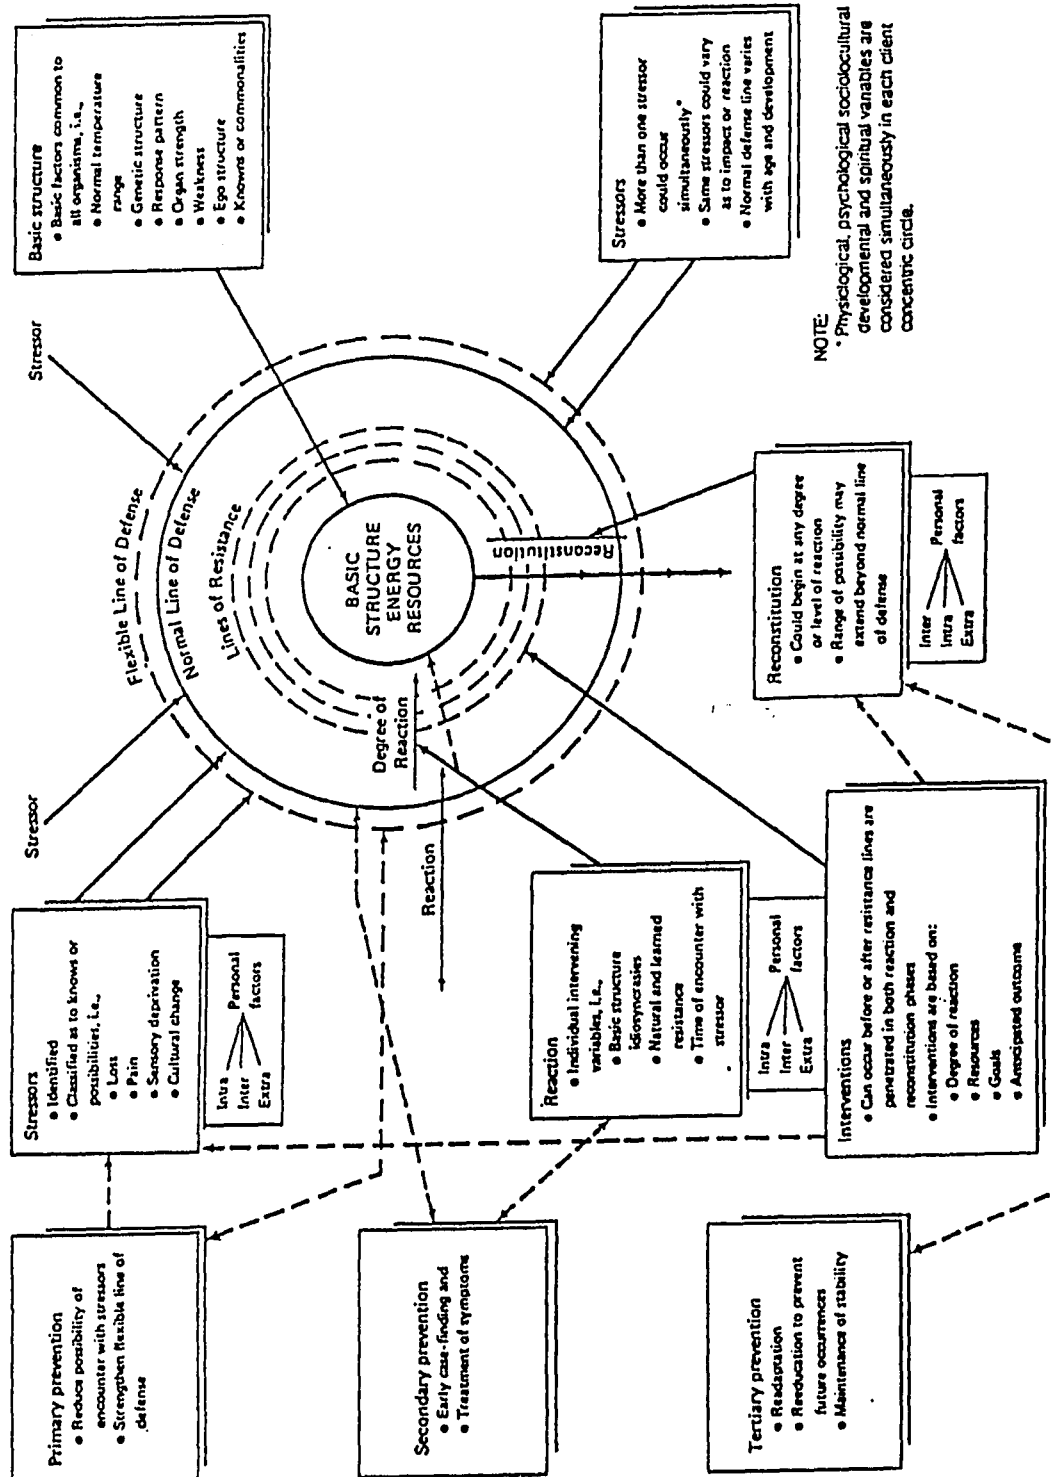 Primary prevention
• Reduce possibility of
encounter with stressors
• Strengthen flexible line of
defense
Secondary prevention
• Early case-finding and
• Treatment of symptoms
Tertiary prevention
• Readaptation
• Reeducation to prevent
future occurrences
• Maintenance of stability
Stressors
• Identified
• Classified as to knows or
possibilities, i.e.,
• Loss
• Pain
• Sensory deprivation
• Cultural change
Intra
Inter
Extra
Personal
factors
Reaction
• Individual intervening
variables, i.e.,
• Basic structure
idiosyncrasies
• Natural and learned
resistance
• Time of encounter with
stressor
Intra
Inter
Extra
Personal
factors
Interventions
• Can occur before or after resistance lines are
penetrated in both reaction and
reconstitution phases
• Interventions are based on:
• Degree of reaction
• Resources
• Goals
• Anticipated outcome
Stressor
Stressor
Flexible Line of Defense
Normal Line of Defense
Lines of Resistance
BASIC
STRUCTURE
ENERGY
RESOURCES
Degree of
Reaction
Reaction
Reconstitution
Reconstitution
• Could begin at any degree
or level of reaction
• Range of possibility may
extend beyond normal line
of defense
Inter
Intra
Extra
Personal
factors
Basic structure
• Basic factors common to
all organisms, i.e.,
• Normal temperature
range
• Genetic structure
• Response pattern
• Organ strength
• Weakness
• Ego structure
• Knowns or commonalities
Stressors
• More than one stressor
could occur
simultaneously*
• Same stressors could vary
as to impact or reaction
• Normal defense line varies
with age and development
NOTE:
* Physiological, psychological sociolocultural
developmental and spiritual variables are
considered simultaneously in each client
concentric circle.